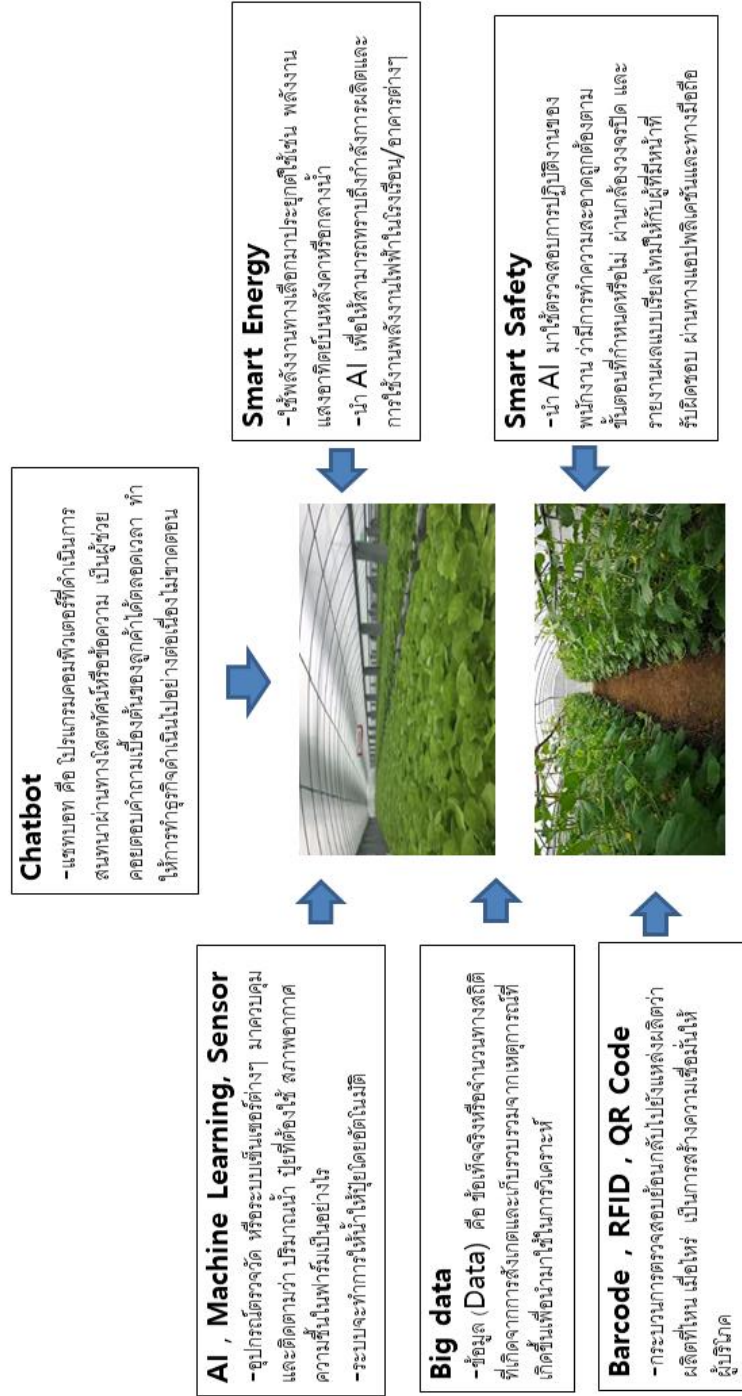 Chatbot
-แชทบอท คือ โปรแกรมคอมพิวเตอร์ที่ดำเนินการ
สนทนาผ่านทางโสตทัศน์หรือข้อความ เป็นผู้ช่วย
คอยตอบคำถามเบื้องต้นของลูกค้าได้ตลอดเวลา ทำ
ให้การทำธุรกิจดำเนินไปอย่างต่อเนื่องไม่ขาดตอน
AI , Machine Learning, Sensor
-อุปกรณ์ตรวจวัด หรือระบบเซ็นเซอร์ต่างๆ มาควบคุม
และติดตามว่า ปริมาณน้ำ ปุ๋ยที่ต้องใช้ สภาพอากาศ
ความชื้นในฟาร์มเป็นอย่างไร
-ระบบจะทำการให้น้ำให้ปุ๋ยโดยอัตโนมัติ
Big data
-ข้อมูล (Data) คือ ข้อเท็จจริงหรือจำนวนทางสถิติ
ที่เกิดจากการสังเกตและเก็บรวบรวมจากเหตุการณ์ที่
เกิดขึ้นเพื่อนำมาใช้ในการวิเคราะห์
Barcode , RFID , QR Code
-กระบวนการตรวจสอบย้อนกลับไปยังแหล่งผลิตว่า
ผลิตที่ไหน เมื่อไหร่ เป็นการสร้างความเชื่อมั่นให้
ผู้บริโภค
Smart Energy
-ใช้พลังงานทางเลือกมาประยุกต์ใช้เช่น พลังงาน
แสงอาทิตย์บนหลังคาหรือกลางน้ำ
-นำ AI เพื่อให้สามารถทราบถึงกำลังการผลิตและ
การใช้งานพลังงานไฟฟ้าในโรงเรือน/อาคารต่างๆ
Smart Safety
-นำ AI มาใช้ตรวจสอบการปฏิบัติงานของ
พนักงาน ว่ามีการทำความสะอาดถูกต้องตาม
ขั้นตอนที่กำหนดหรือไม่ ผ่านกล้องวงจรปิด และ
รายงานผลแบบเรียลไทม์ให้กับผู้ที่มีหน้าที่
รับผิดชอบ ผ่านทางแอปพลิเคชันและทางมือถือ